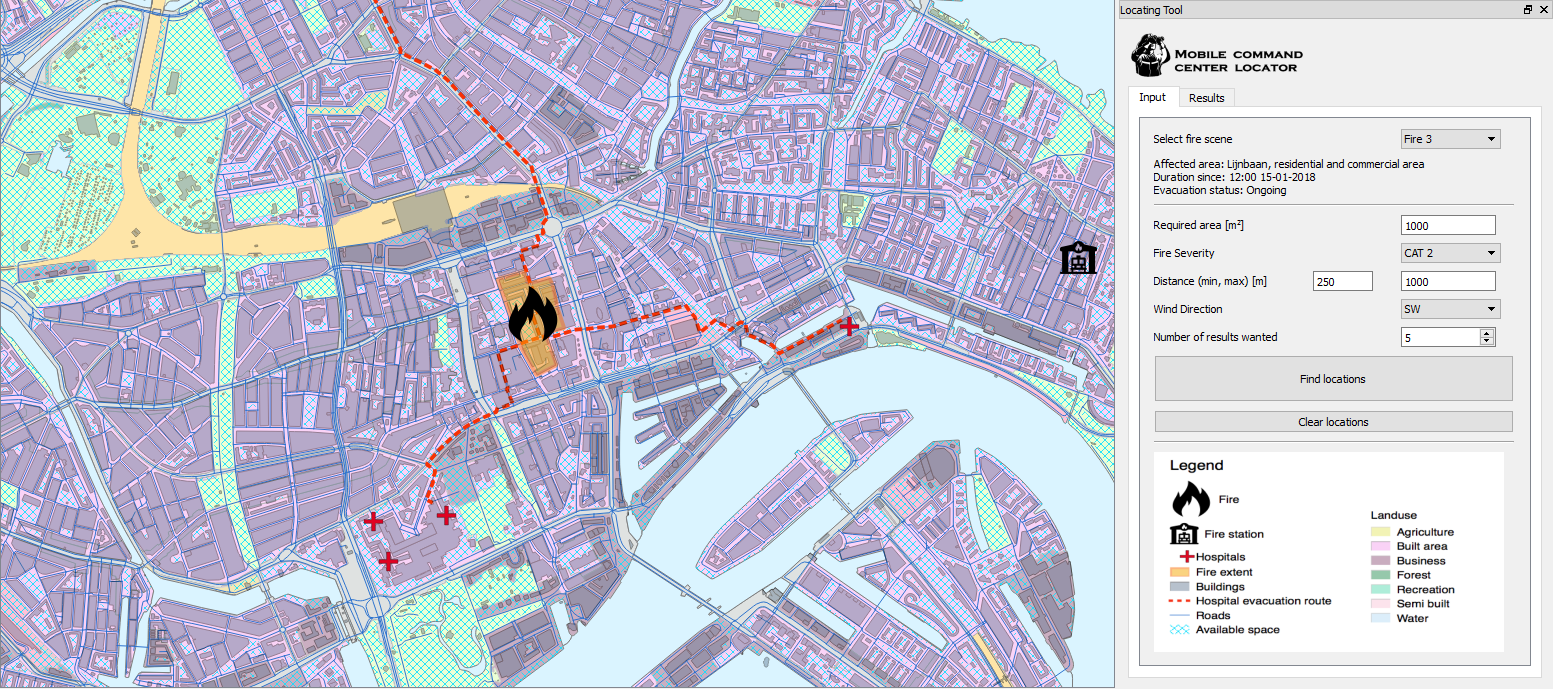 Locating Tool
MOBILE COMMAND
CENTER LOCATOR
Input Results
Select fire scene Fire 3
Affected area: Lijnbaan, residential and commercial area
Duration since: 12:00 15-01-2018
Evacuation status: Ongoing
Required area [m²] 1000
Fire Severity CAT 2
Distance (min, max) [m] 250 1000
Wind Direction SW
Number of results wanted 5
Find locations
Clear locations
Legend
Fire
Fire station
Hospitals
Fire extent
Buildings
Hospital evacuation route
Roads
Available space
Landuse
Agriculture
Built area
Business
Forest
Recreation
Semi built
Water